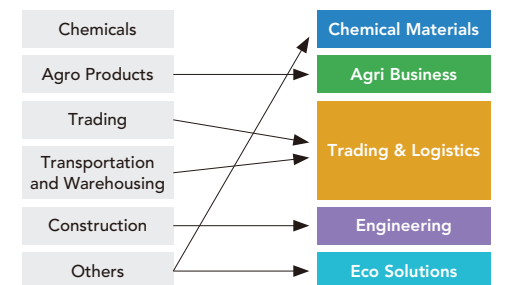 Chemicals
Chemical Materials
Agro Products
Agri Business
Trading
Trading & Logistics
Transportation
and Warehousing
Construction
Engineering
Others
Eco Solutions